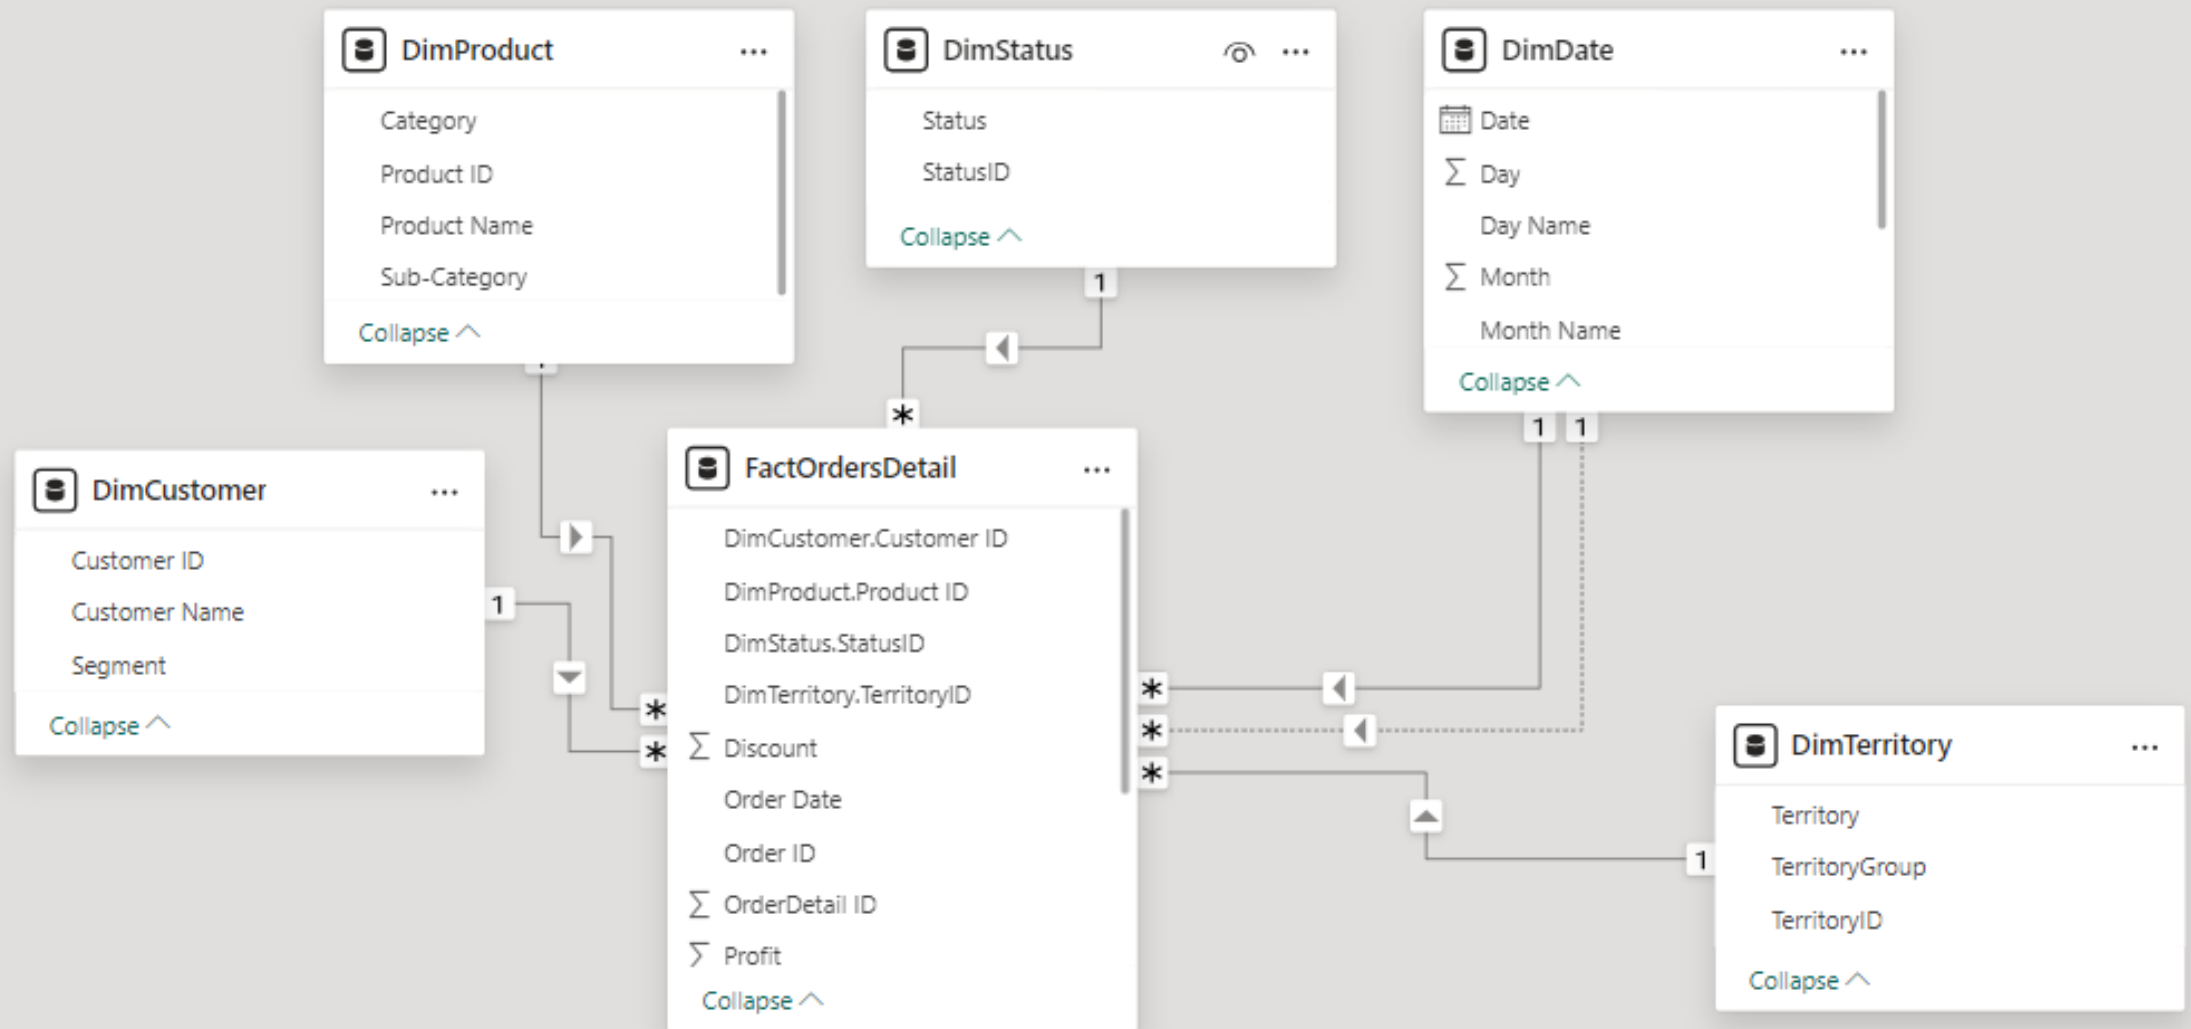 DimProduct
Category
Product ID
Product Name
Sub-Category
Collapse
DimStatus
Status
StatusID
Collapse
1
*
DimDate
Date
Day
Day Name
Month
Month Name
Collapse
1 1
DimCustomer
Customer ID
Customer Name
Segment
Collapse
1
*
*
FactOrdersDetail
DimCustomer.Customer ID
DimProduct.Product ID
DimStatus.StatusID
DimTerritory.TerritoryID
Σ Discount
Order Date
Order ID
Σ OrderDetail ID
Σ Profit
Collapse
*
*
*
1
DimTerritory
Territory
TerritoryGroup
TerritoryID
Collapse